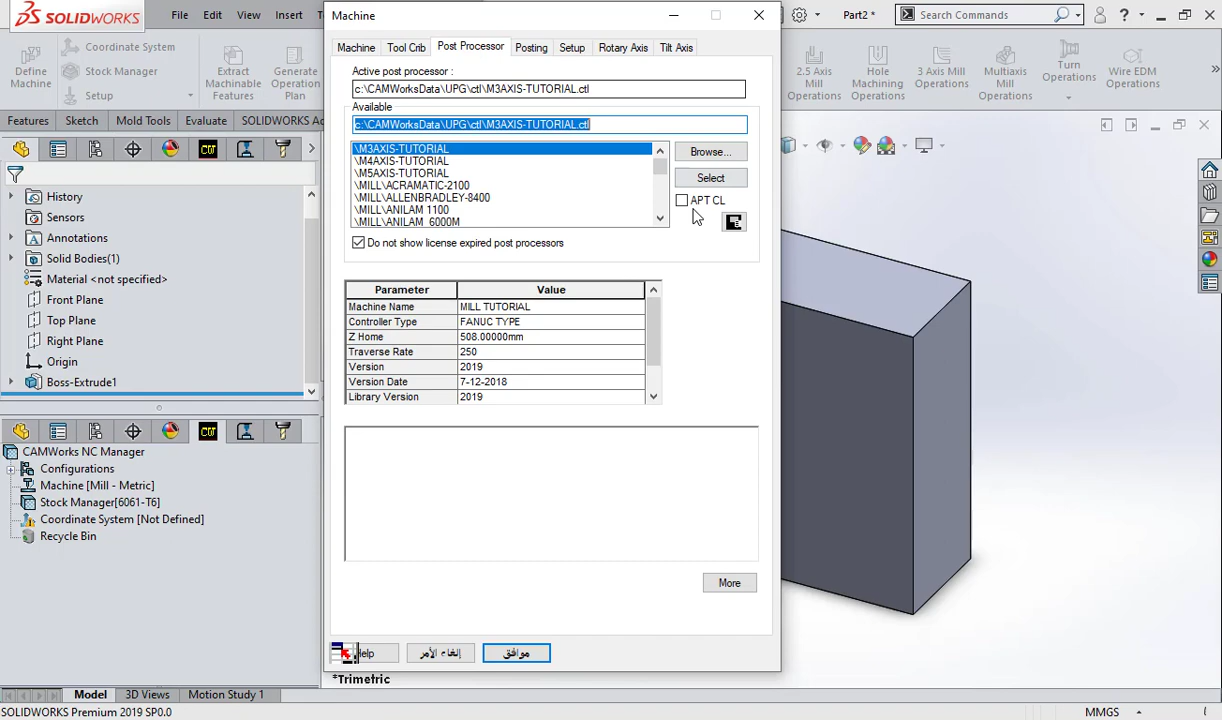 SOLIDWORKS
File
Edit
View
Insert
Part2 *
Search Commands
Machine
Define
Machine
Coordinate System
Stock Manager
Setup
Extract
Machinable
Features
Generate
Operation
Plan
2.5 Axis
Mill
Operations
Hole
Machining
Operations
3 Axis Mill
Operations
Multiaxis
Mill
Operations
Turn
Operations
Wire EDM
Operations
Features
Sketch
Mold Tools
Evaluate
SOLIDWORKS Ad
Machine
Tool Crib
Post Processor
Posting
Setup
Rotary Axis
Tilt Axis
Active post processor :
c:\CAMWorksData\UPG\ctl\M3AXIS-TUTORIAL.ctl
Available
c:\CAMWorksData\UPG\ctl\M3AXIS-TUTORIAL.ctl
\M3AXIS-TUTORIAL
\M4AXIS-TUTORIAL
\M5AXIS-TUTORIAL
\MILL\ACRAMATIC-2100
\MILL\ALLENBRADLEY-8400
\MILL\ANILAM 1100
\MILL\ANILAM_6000M
Browse...
Select
APT CL
Do not show license expired post processors
Parameter Value
Machine Name MILL TUTORIAL
Controller Type FANUC TYPE
Z Home 508.00000mm
Traverse Rate 250
Version 2019
Version Date 7-12-2018
Library Version 2019
More
Help
إلغاء الأمر
موافق
History
Sensors
Annotations
Solid Bodies(1)
Material <not specified>
Front Plane
Top Plane
Right Plane
Origin
Boss-Extrude1
CAMWorks NC Manager
Configurations
Machine [Mill - Metric]
Stock Manager[6061-T6]
Coordinate System [Not Defined]
Recycle Bin
*Trimetric
Model
3D Views
Motion Study 1
SOLIDWORKS Premium 2019 SP0.0
MMGS